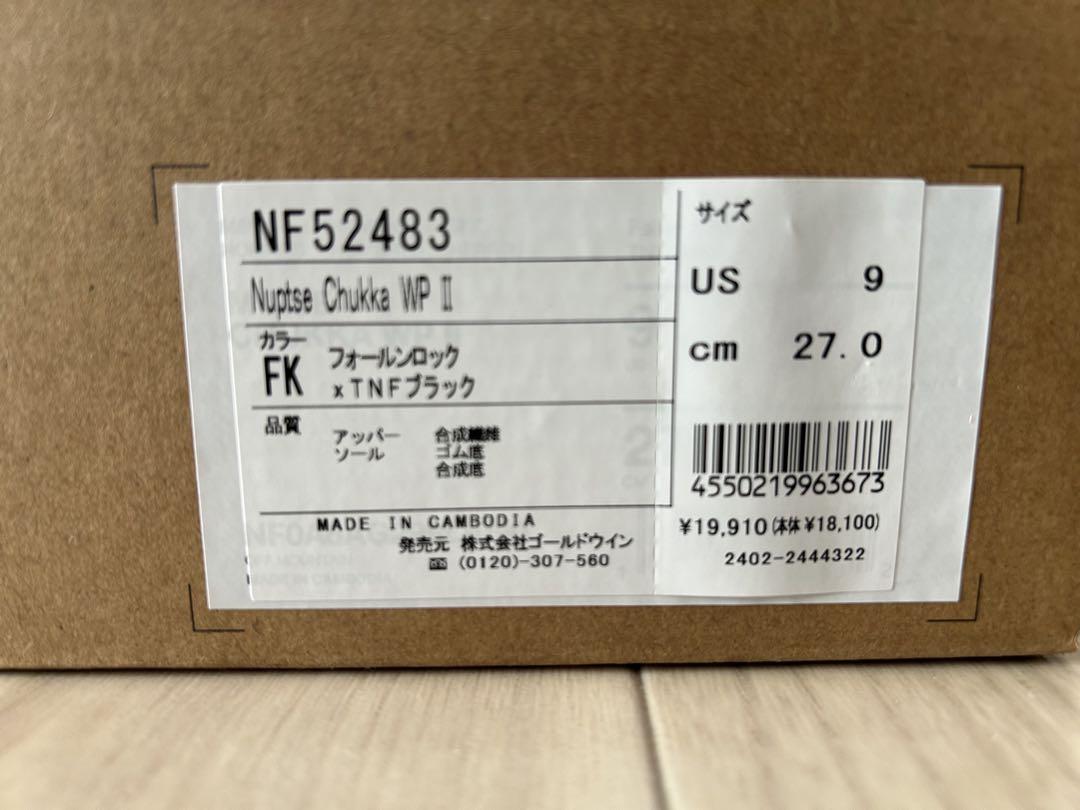 NF52483
Nuptse Chukka WP Ⅱ
カラー
FK フォールンロック
xTNFブラック
品質
アッパー 合成繊維
ソール ゴム底
合成底
MADE IN CAMBODIA
発売元 株式会社ゴールドウイン
(0120)-307-560
サイズ
US 9
cm 27.0
4550219963673
¥19,910(本体¥18,100)
2402-2444322
MADE IN CAMBODIA